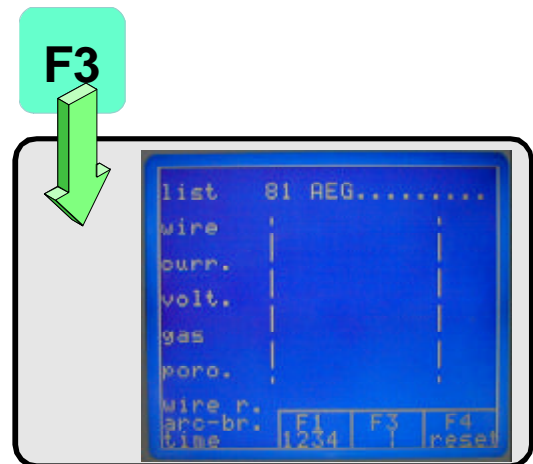 F3
list 81 AEG.........
wire
curr.
volt.
gas
poro.
wire r.
arc-br. F1 F3 F4
time 1234 | reset